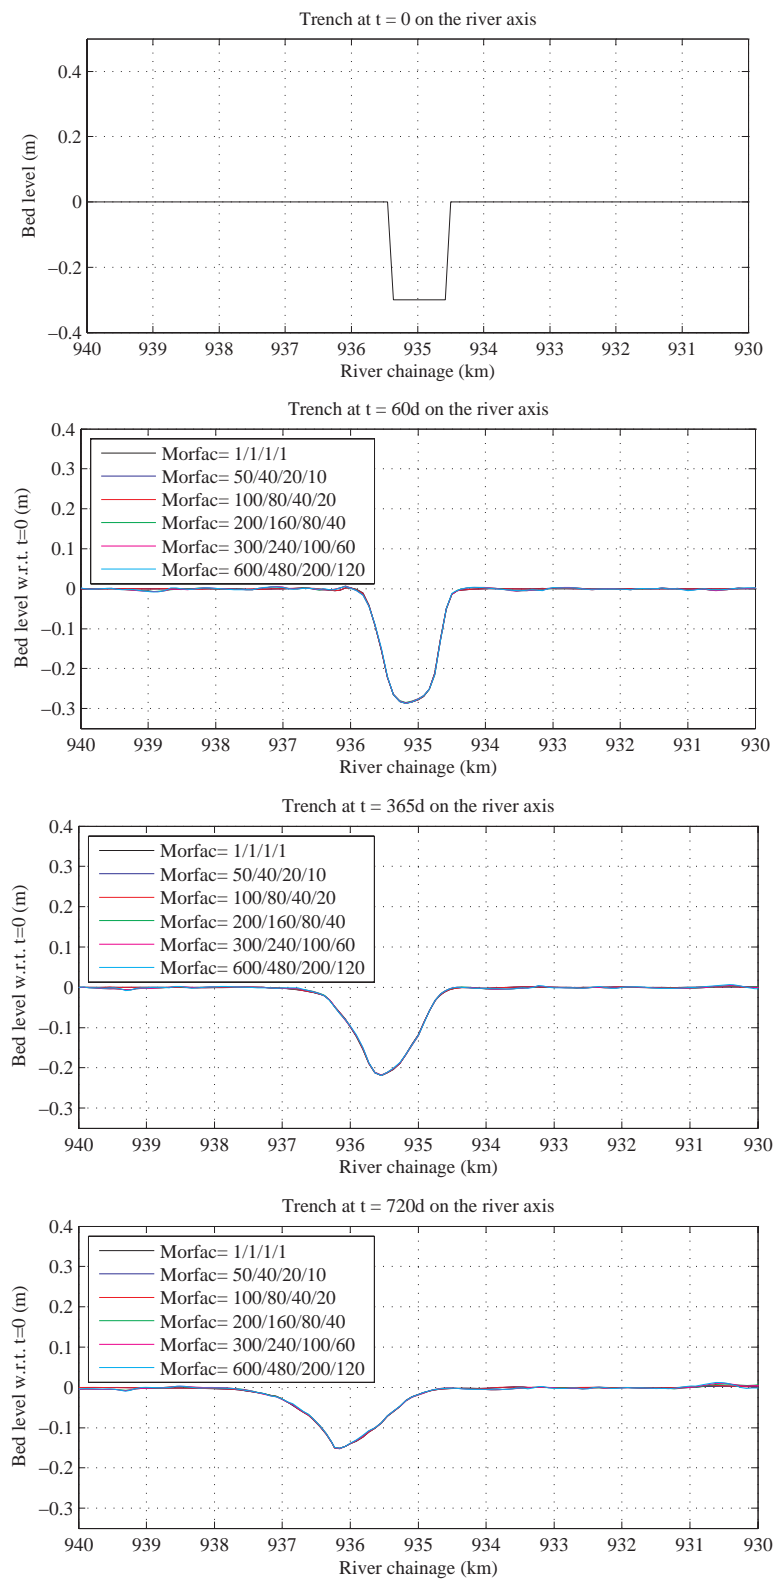 Trench at t = 0 on the river axis
0.4
0.2
0
−0.2
−0.4
Bed level (m)
940 939 938 937 936 935 934 933 932 931 930
River chainage (km)
Trench at t = 60d on the river axis
0.4
0.3
0.2
0.1
0
−0.1
−0.2
−0.3
Bed level w.r.t. t=0 (m)
Morfac= 1/1/1/1
Morfac= 50/40/20/10
Morfac= 100/80/40/20
Morfac= 200/160/80/40
Morfac= 300/240/100/60
Morfac= 600/480/200/120
940 939 938 937 936 935 934 933 932 931 930
River chainage (km)
Trench at t = 365d on the river axis
0.4
0.3
0.2
0.1
0
−0.1
−0.2
−0.3
Bed level w.r.t. t=0 (m)
Morfac= 1/1/1/1
Morfac= 50/40/20/10
Morfac= 100/80/40/20
Morfac= 200/160/80/40
Morfac= 300/240/100/60
Morfac= 600/480/200/120
940 939 938 937 936 935 934 933 932 931 930
River chainage (km)
Trench at t = 720d on the river axis
0.4
0.3
0.2
0.1
0
−0.1
−0.2
−0.3
Bed level w.r.t. t=0 (m)
Morfac= 1/1/1/1
Morfac= 50/40/20/10
Morfac= 100/80/40/20
Morfac= 200/160/80/40
Morfac= 300/240/100/60
Morfac= 600/480/200/120
940 939 938 937 936 935 934 933 932 931 930
River chainage (km)